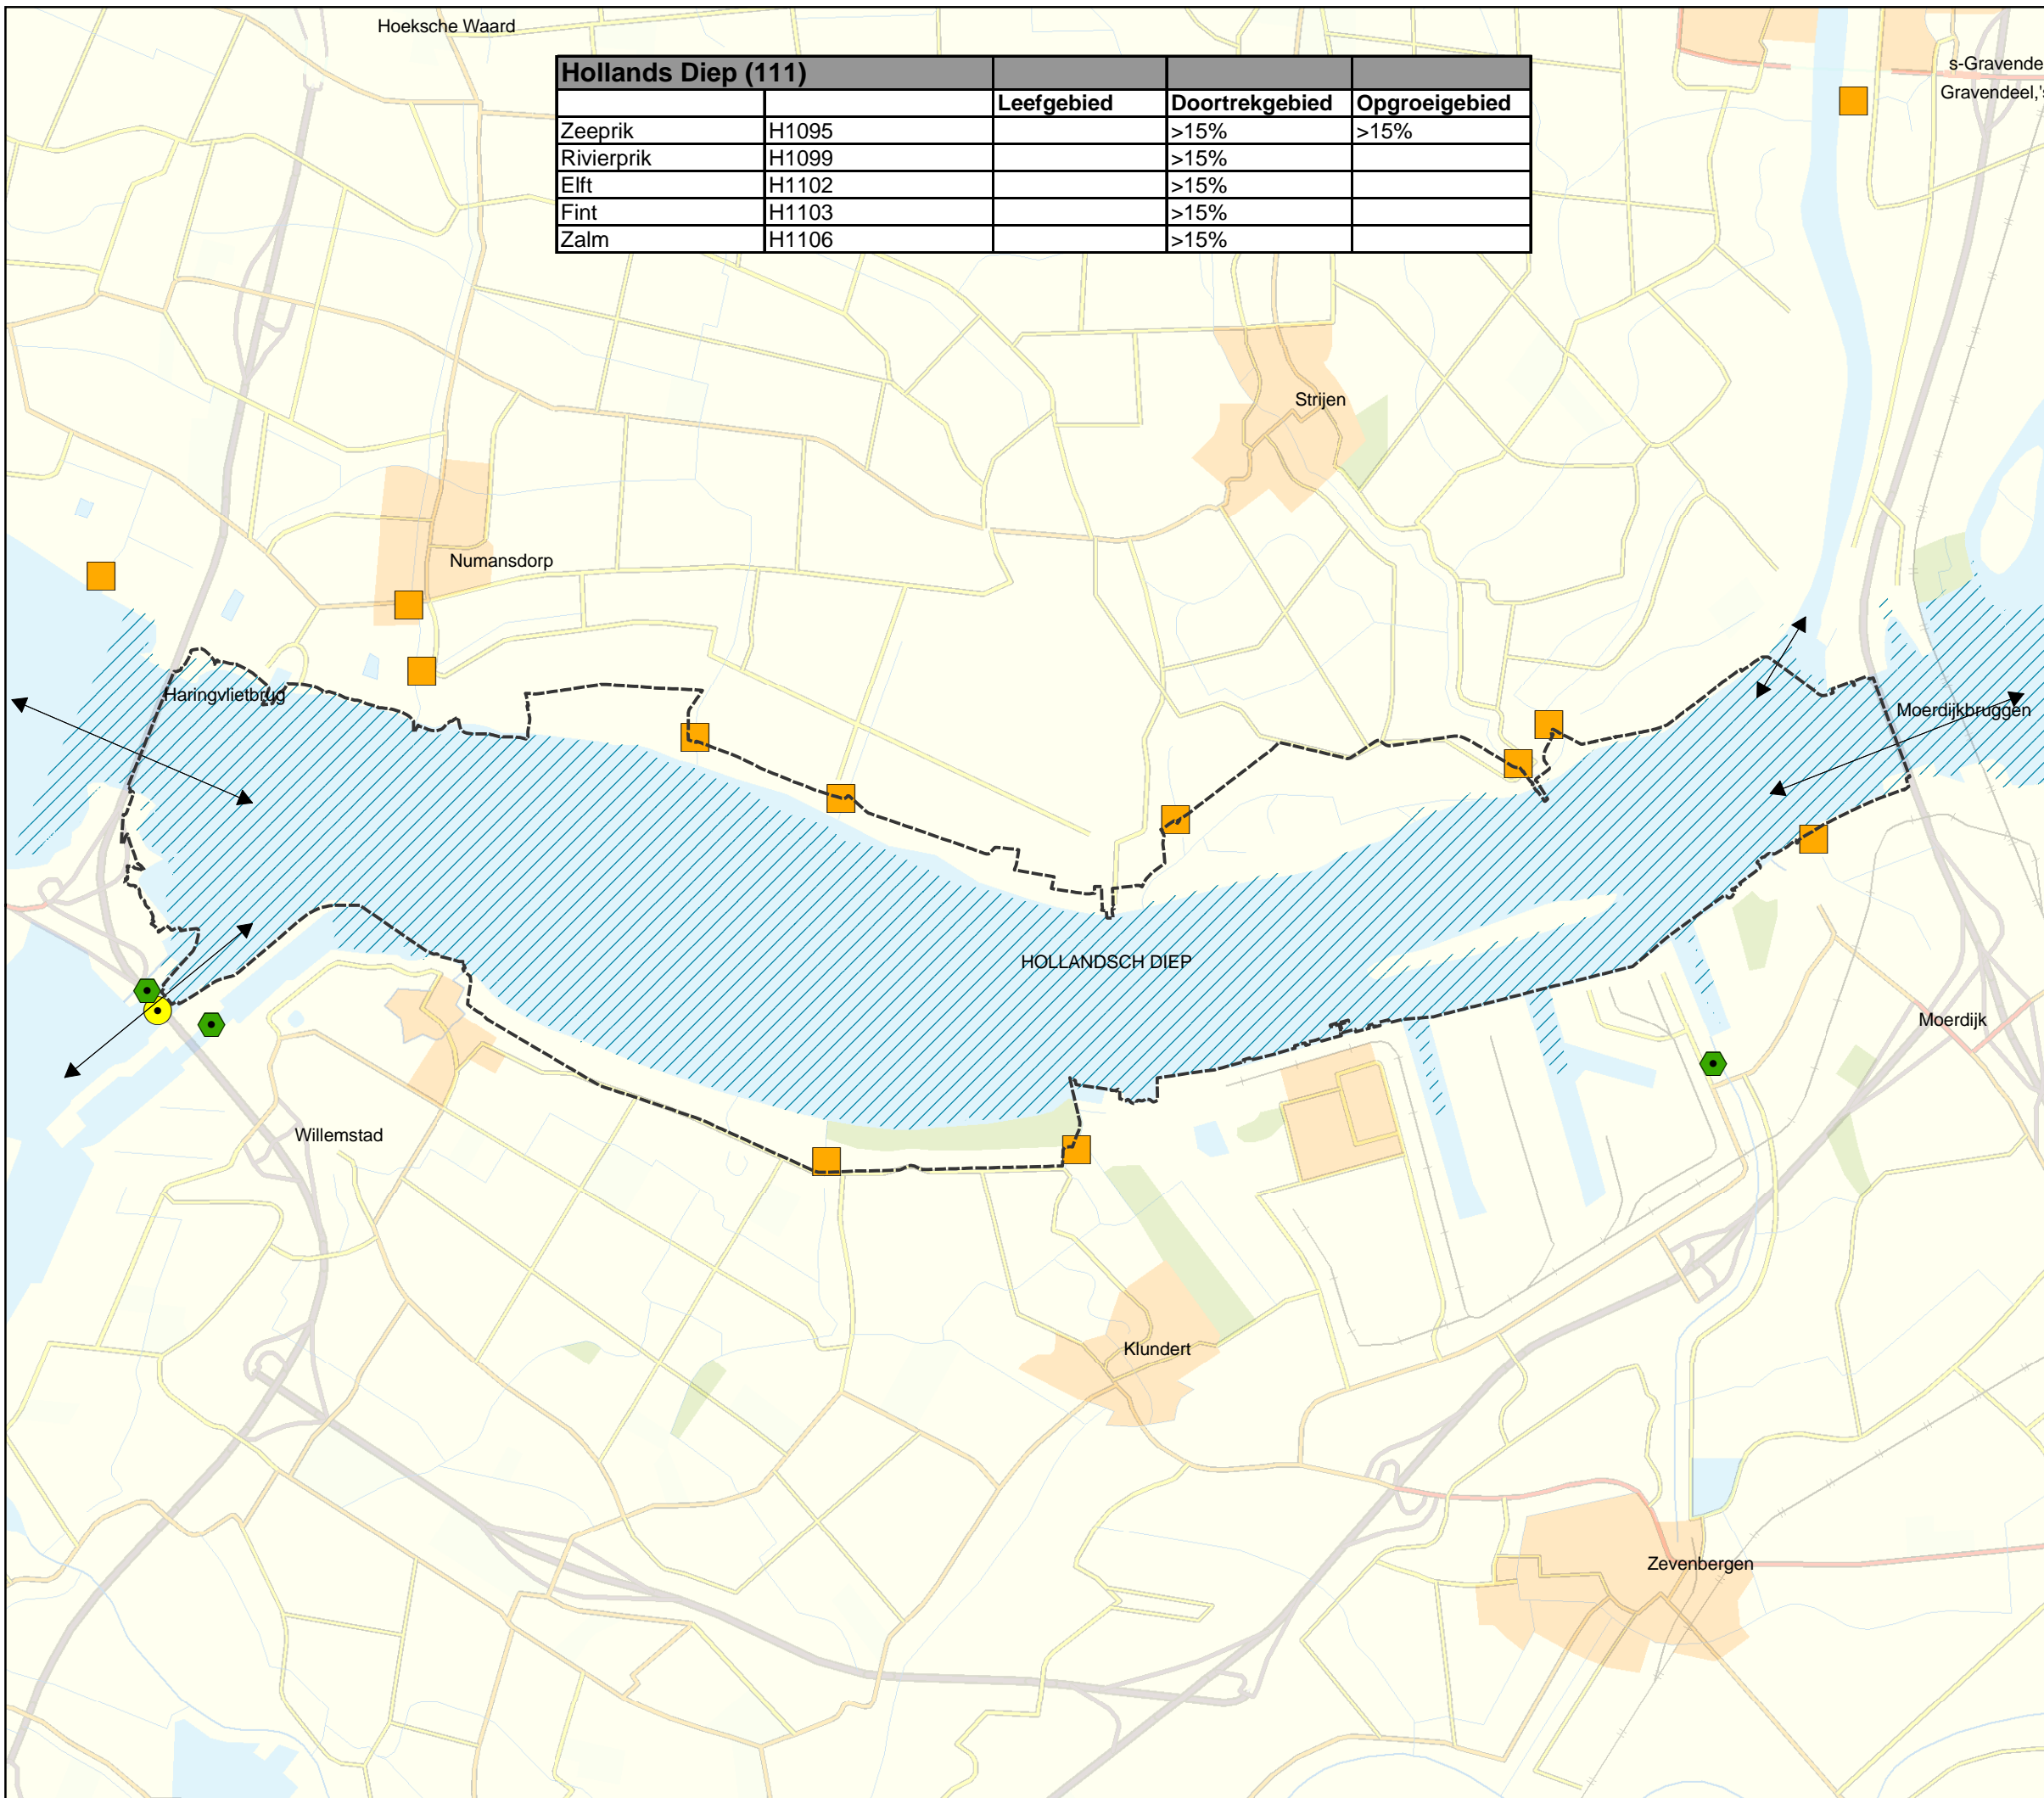 Hoeksche Waard
s-Gravende
Gravendeel,'s
Hollands Diep (111)
Leefgebied Doortrekgebied Opgroeigebied
Zeeprik H1095 >15% >15%
Rivierprik H1099 >15%
Elft H1102 >15%
Fint H1103 >15%
Zalm H1106 >15%
Strijen
Numansdorp
Haringvlietbrug
Moerdijkbruggen
HOLLANDSCH DIEP
Moerdijk
Willemstad
Klundert
Zevenbergen